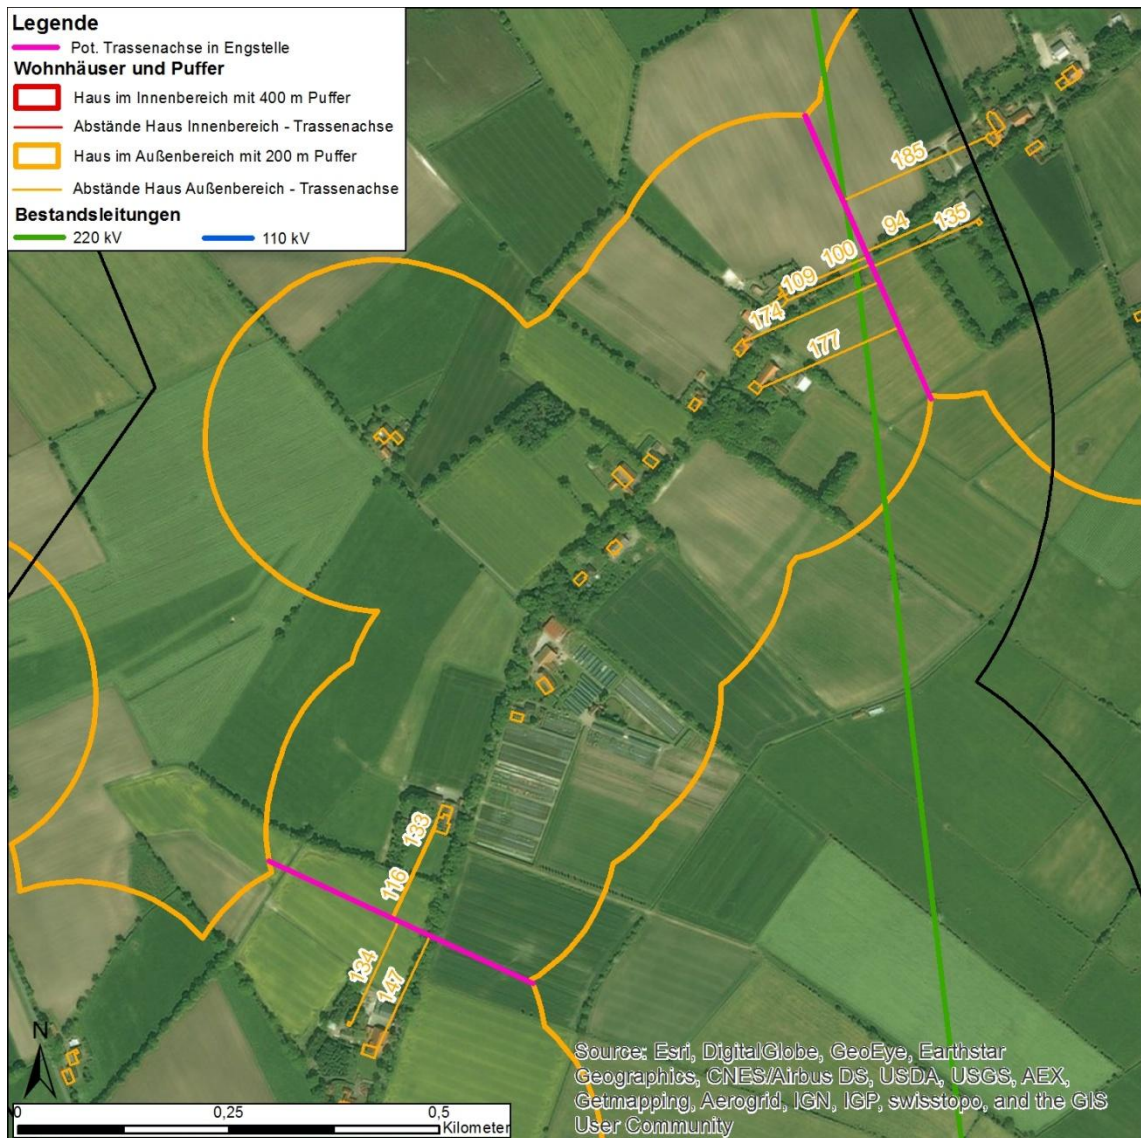 Legende
Pot. Trassenachse in Engstelle
Wohnhäuser und Puffer
Haus im Innenbereich mit 400 m Puffer
Abstände Haus Innenbereich - Trassenachse
Haus im Außenbereich mit 200 m Puffer
Abstände Haus Außenbereich - Trassenachse
Bestandsleitungen
220 kV 110 kV
185
94
135
100
109
174
177
133
116
134
147
N
0 0,25 0,5
Kilometer
Source: Esri, DigitalGlobe, GeoEye, Earthstar
Geographics, CNES/Airbus DS, USDA, USGS, AEX,
Getmapping, Aerogrid, IGN, IGP, swisstopo, and the GIS
User Community